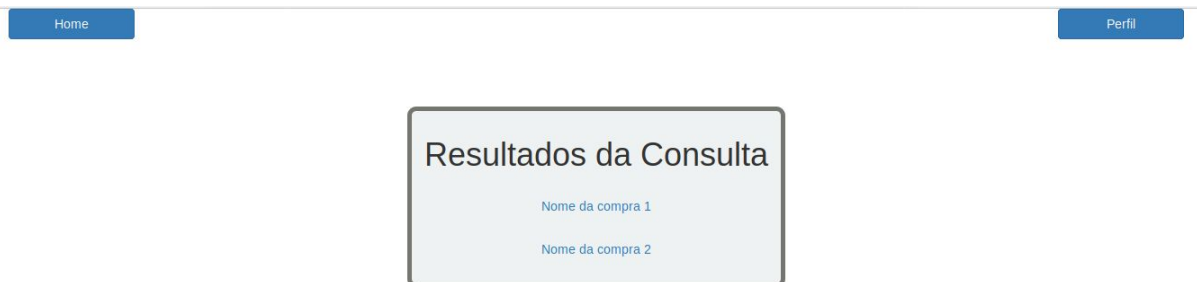 Home
Perfil
Resultados da Consulta
Nome da compra 1
Nome da compra 2